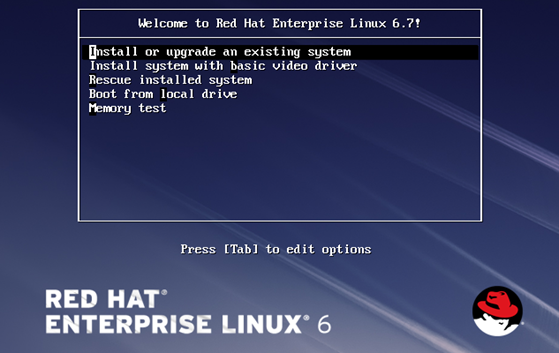 Welcome to Red Hat Enterprise Linux 6.7!
Install or upgrade an existing system
Install system with basic video driver
Rescue installed system
Boot from local drive
Memory test
Press [Tab] to edit options
RED HAT®
ENTERPRISE LINUX® 6